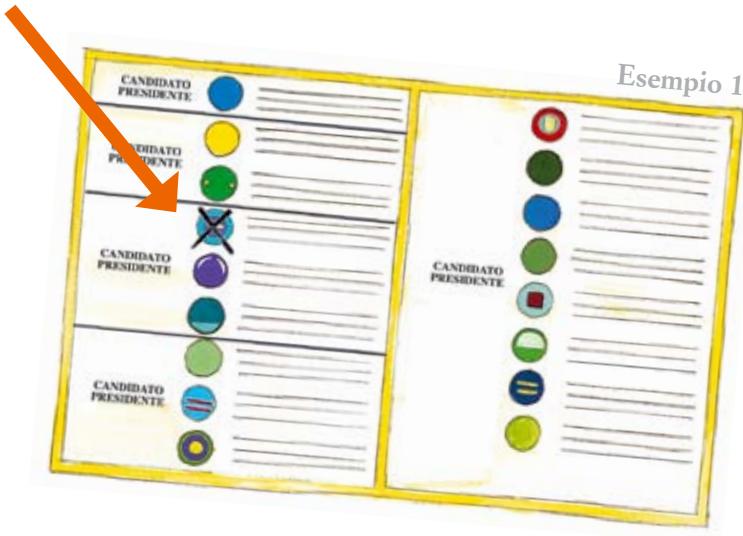 Esempio 1
CANDIDATO
PRESIDENTE
CANDIDATO
PRESIDENTE
CANDIDATO
PRESIDENTE
CANDIDATO
PRESIDENTE
CANDIDATO
PRESIDENTE